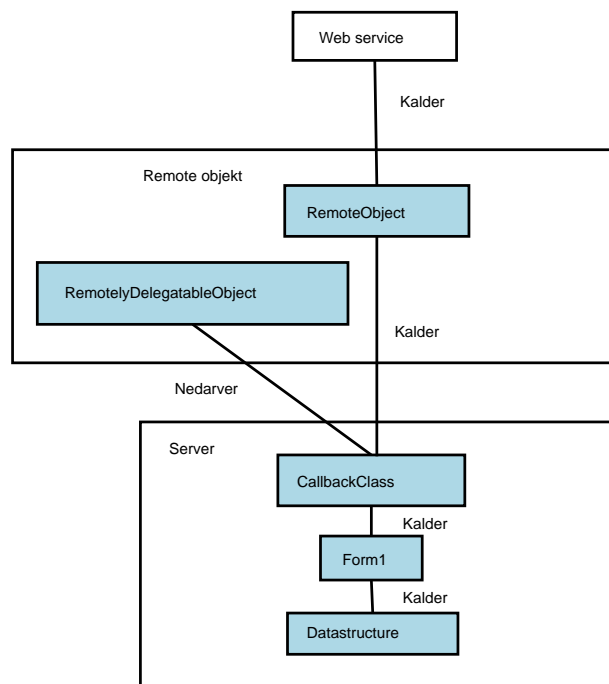 Web service
Kalder
Remote objekt
RemoteObject
RemotelyDelegatableObject
Kalder
Nedarver
Server
CallbackClass
Kalder
Form1
Kalder
Datastructure